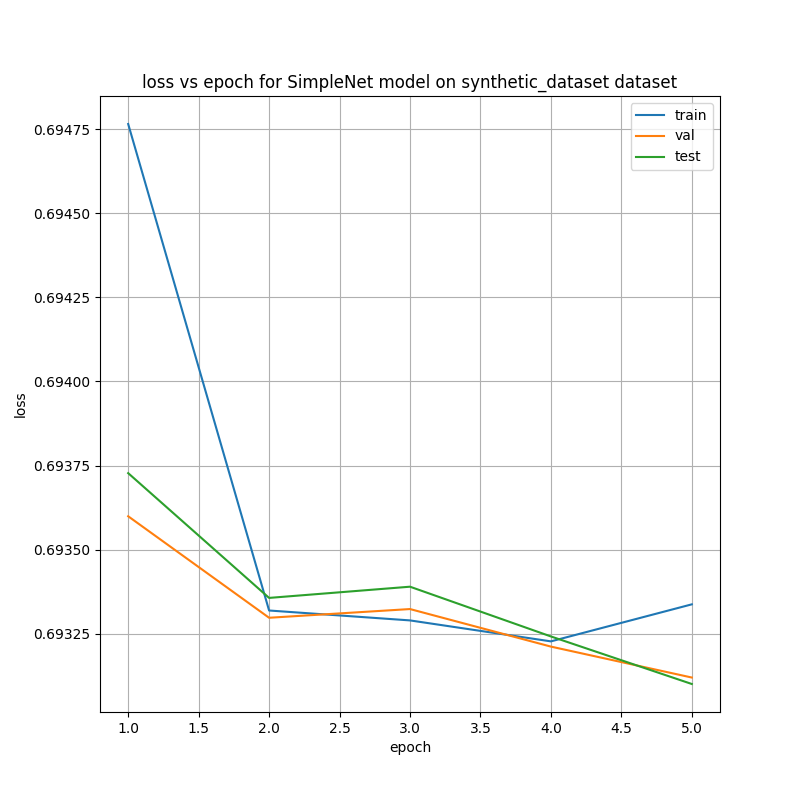 loss vs epoch for SimpleNet model on synthetic_dataset dataset
train
val
test
0.69475
0.69450
0.69425
0.69400
0.69375
0.69350
0.69325
loss
1.0 1.5 2.0 2.5 3.0 3.5 4.0 4.5 5.0
epoch